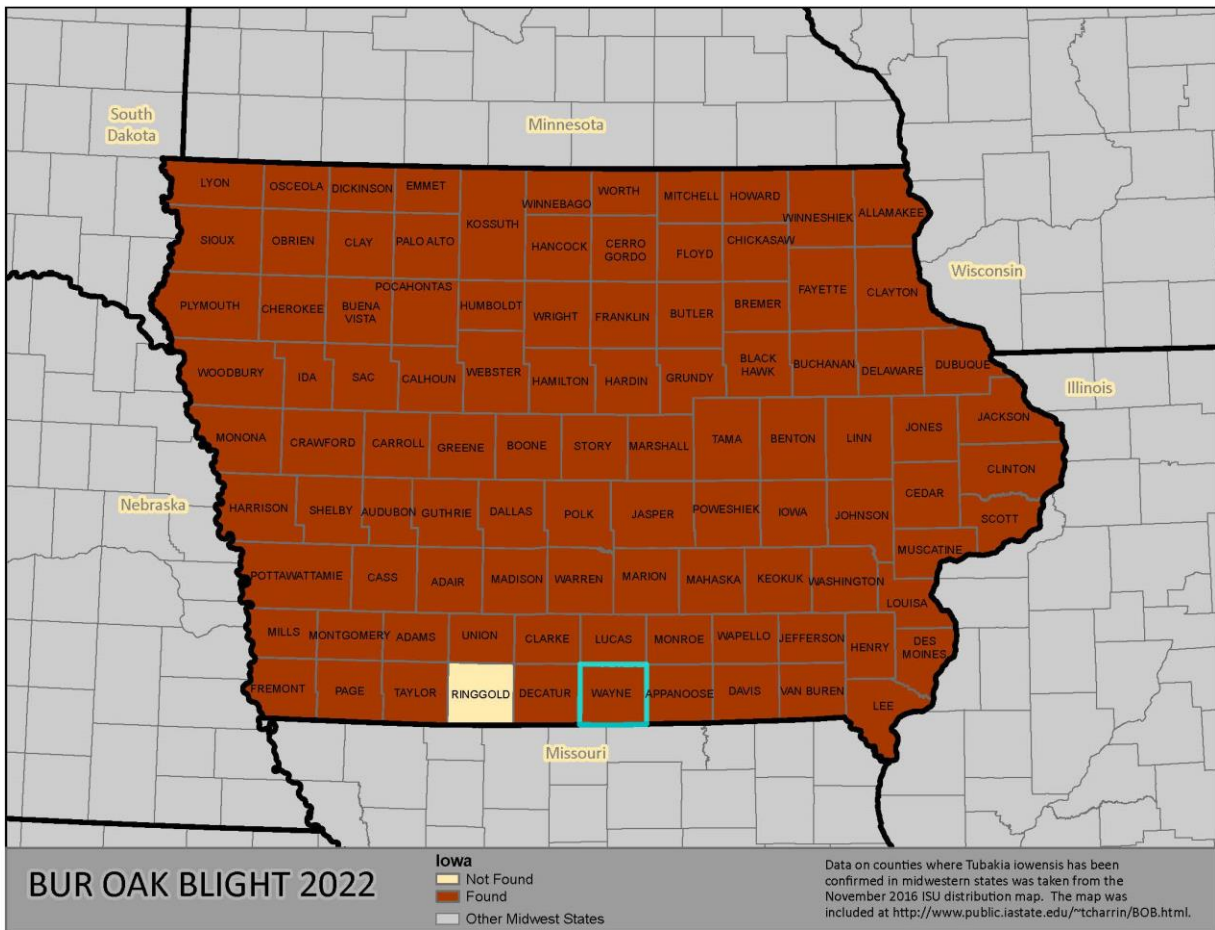 South
Dakota
Minnesota
LYON
OSCEOLA
DICKINSON
EMMET
KOSSUTH
WINNEBAGO
WORTH
MITCHELL
HOWARD
WINNESHIEK
ALLAMAKEE
SIOUX
OBRIEN
CLAY
PALO ALTO
HANCOCK
CERRO
GORDO
FLOYD
CHICKASAW
Wisconsin
PLYMOUTH
CHEROKEE
BUENA
VISTA
POCAHONTAS
HUMBOLDT
WRIGHT
FRANKLIN
BUTLER
BREMER
FAYETTE
CLAYTON
WOODBURY
IDA
SAC
CALHOUN
WEBSTER
HAMILTON
HARDIN
GRUNDY
BLACK
HAWK
BUCHANAN
DELAWARE
DUBUQUE
Illinois
MONONA
CRAWFORD
CARROLL
GREENE
BOONE
STORY
MARSHALL
TAMA
BENTON
LINN
JONES
JACKSON
CLINTON
Nebraska
HARRISON
SHELBY
AUDUBON
GUTHRIE
DALLAS
POLK
JASPER
POWESHIEK
IOWA
JOHNSON
CEDAR
SCOTT
MUSCATINE
POTTAWATTAMIE
CASS
ADAIR
MADISON
WARREN
MARION
MAHASKA
KEOKUK
WASHINGTON
LOUISA
MILLS
MONTGOMERY
ADAMS
UNION
CLARKE
LUCAS
MONROE
WAPELLO
JEFFERSON
HENRY
DES
MOINES
FREMONT
PAGE
TAYLOR
RINGGOLD
DECATUR
WAYNE
APPANOOSE
DAVIS
VAN BUREN
LEE
Missouri
BUR OAK BLIGHT 2022
Iowa
Not Found
Found
Other Midwest States
Data on counties where Tubakia iowensis has been
confirmed in midwestern states was taken from the
November 2016 ISU distribution map. The map was
included at http://www.public.iastate.edu/~tcharrin/BOB.html.